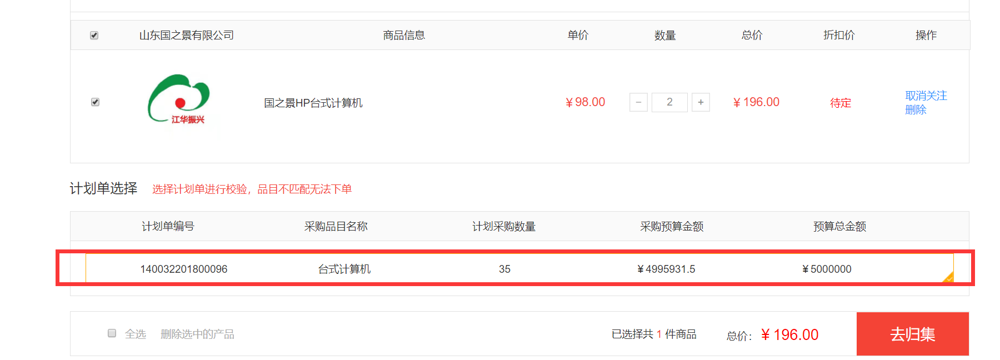 山东国之景有限公司 商品信息 单价 数量 总价 折扣价 操作
江华振兴
国之景HP台式计算机 ¥98.00 − 2 + ¥196.00 待定 取消关注
删除
计划单选择 选择计划单进行校验，品目不匹配无法下单
计划单编号 采购品目名称 计划采购数量 采购预算金额 预算总金额
140032201800096 台式计算机 35 ¥4995931.5 ¥5000000
全选 删除选中的产品 已选择共 1 件商品 总价： ¥196.00 去归集